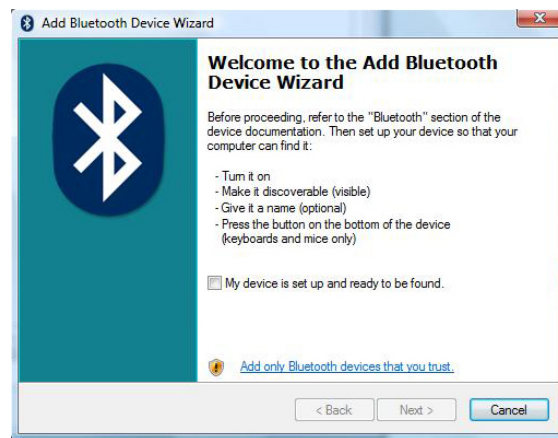 Add Bluetooth Device Wizard
Welcome to the Add Bluetooth
Device Wizard
Before proceeding, refer to the "Bluetooth" section of the
device documentation. Then set up your device so that your
computer can find it:
- Turn it on
- Make it discoverable (visible)
- Give it a name (optional)
- Press the button on the bottom of the device
(keyboards and mice only)
My device is set up and ready to be found.
Add only Bluetooth devices that you trust.
< Back Next > Cancel